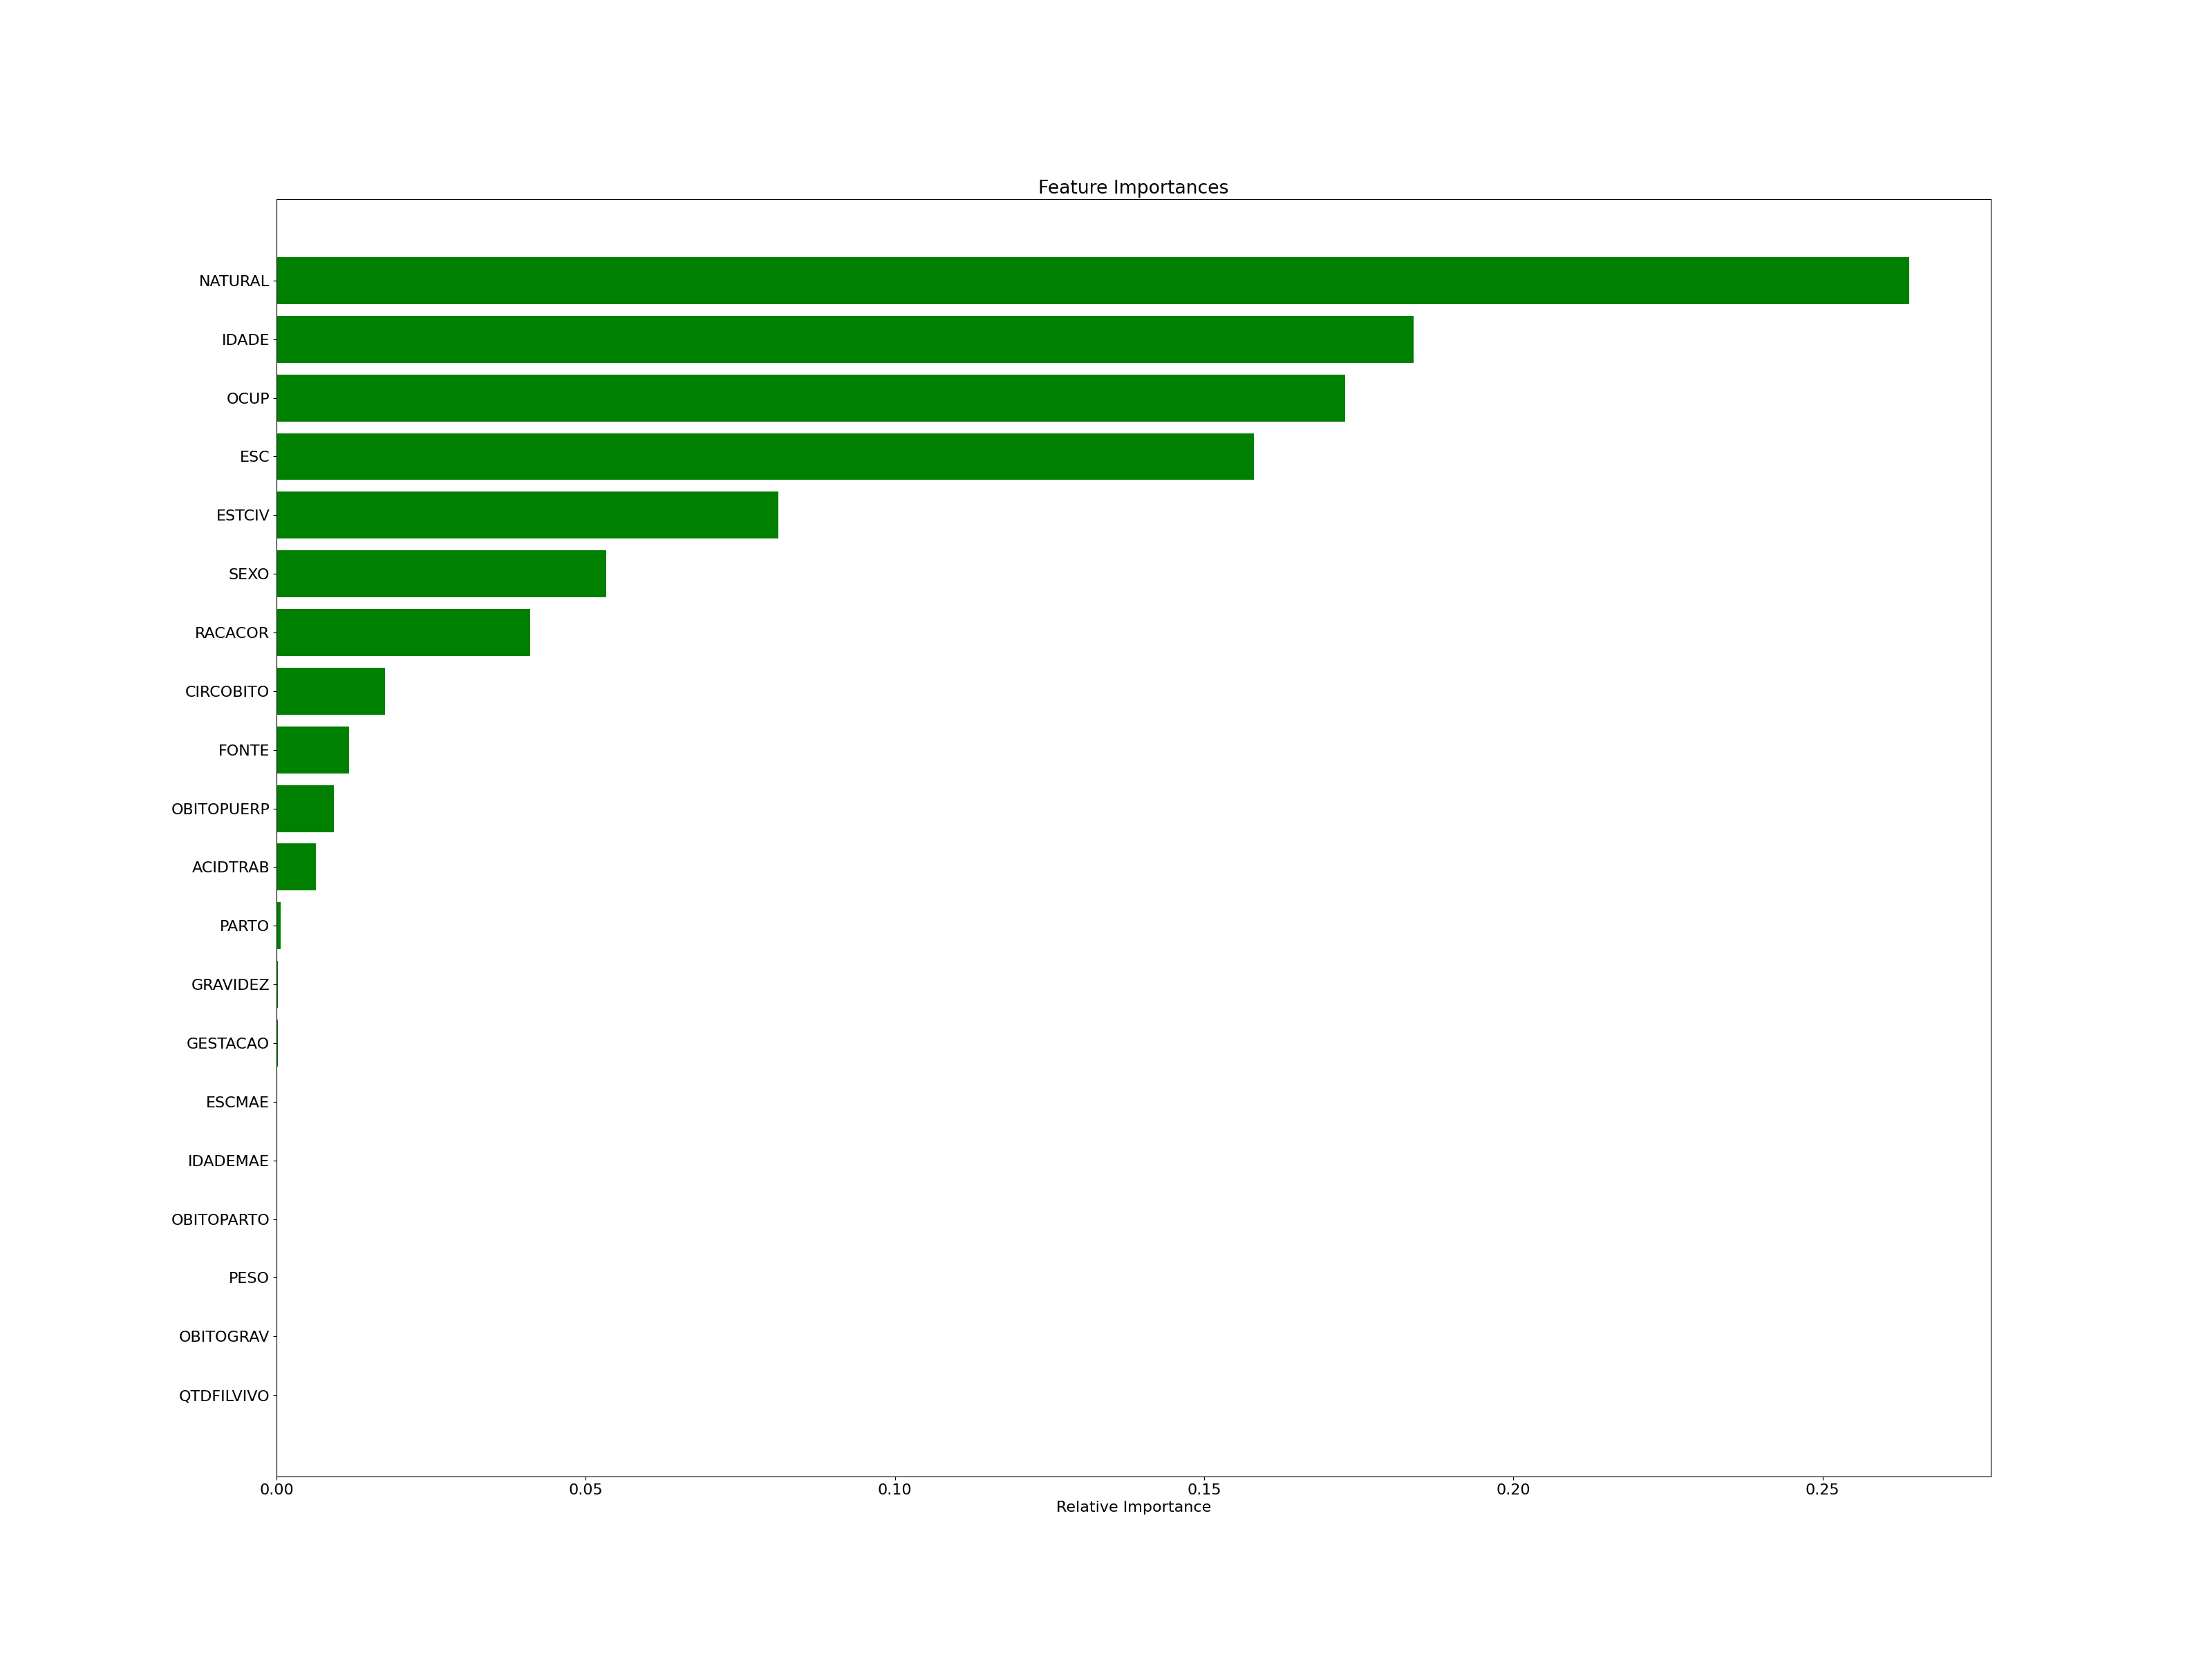 Feature Importances
NATURAL
IDADE
OCUP
ESC
ESTCIV
SEXO
RACACOR
CIRCOBITO
FONTE
OBITOPUERP
ACIDTRAB
PARTO
GRAVIDEZ
GESTACAO
ESCMAE
IDADEMAE
OBITOPARTO
PESO
OBITOGRAV
QTDFILVIVO
0.00 0.05 0.10 0.15 0.20 0.25
Relative Importance